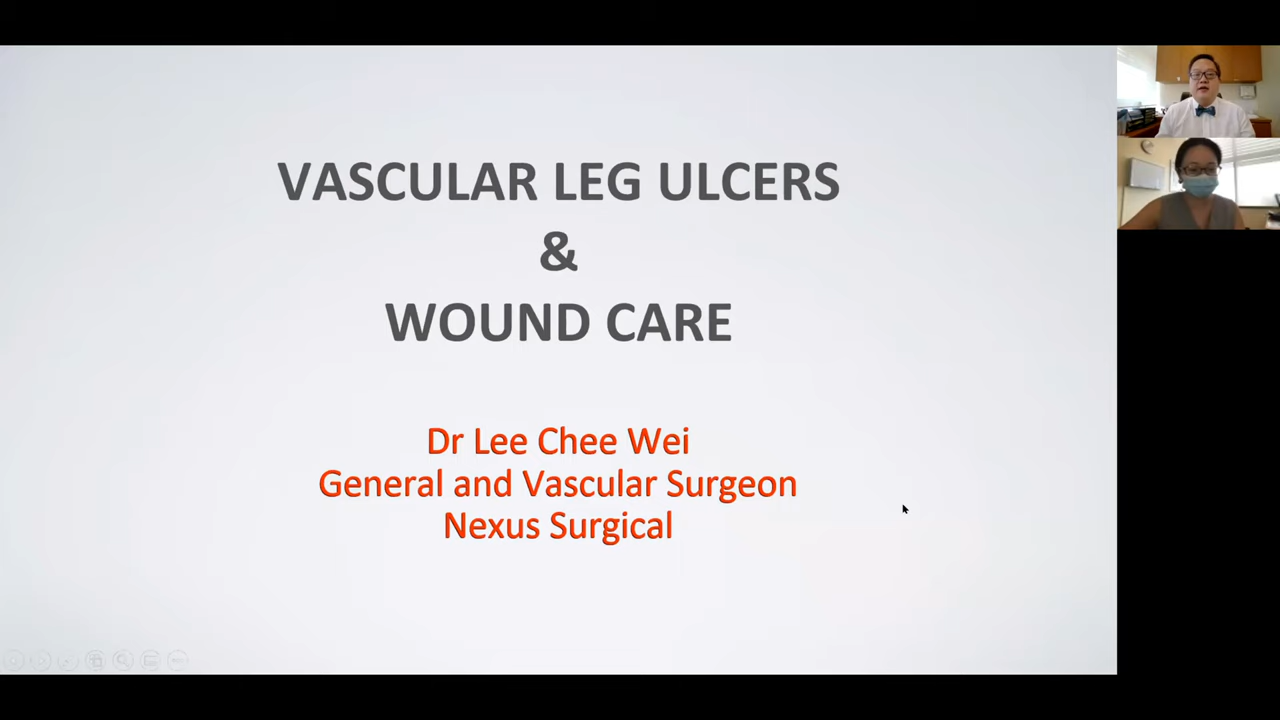 VASCULAR LEG ULCERS
&
WOUND CARE
Dr Lee Chee Wei
General and Vascular Surgeon
Nexus Surgical